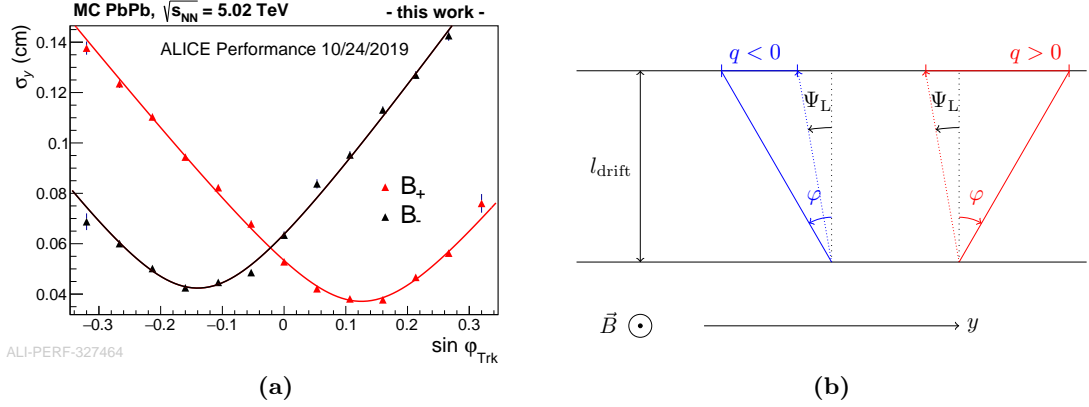 MC PbPb, √s_NN = 5.02 TeV - this work -
ALICE Performance 10/24/2019
σ_y (cm)
0.14
0.12
0.1
0.08
0.06
0.04
B_+
B_-
−0.3 −0.2 −0.1 0 0.1 0.2 0.3
sin φ_Trk
ALI-PERF-327464
(a)
q < 0 q > 0
Ψ_L Ψ_L
l_drift
φ φ
B⃗ y
(b)